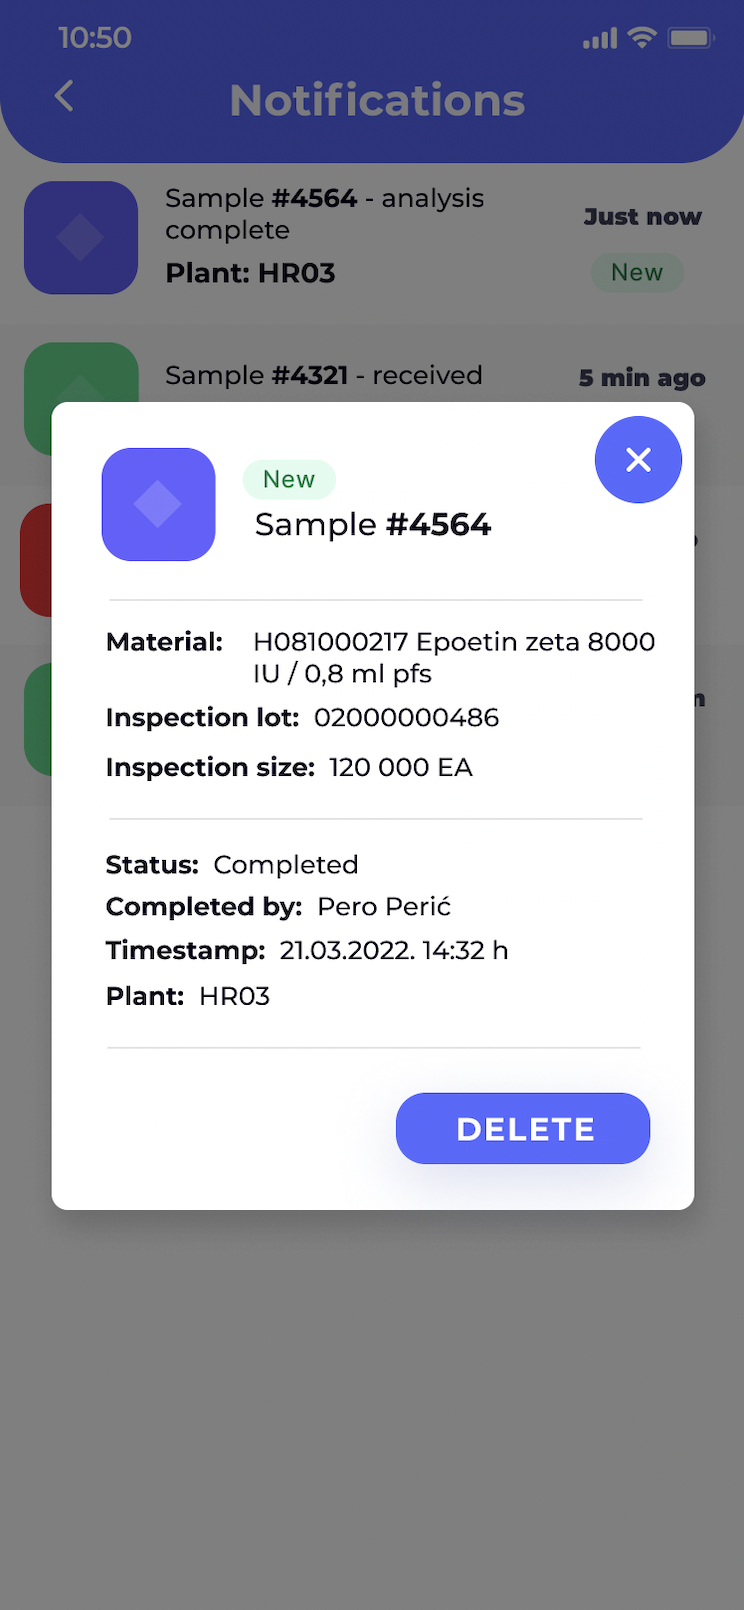 10:50
Notifications
Sample #4564 - analysis
complete
Just now
Plant: HR03
New
Sample #4321 - received
5 min ago
New
Sample #4564
Material: H081000217 Epoetin zeta 8000
IU / 0,8 ml pfs
Inspection lot: 02000000486
Inspection size: 120 000 EA
Status: Completed
Completed by: Pero Perić
Timestamp: 21.03.2022. 14:32 h
Plant: HR03
DELETE